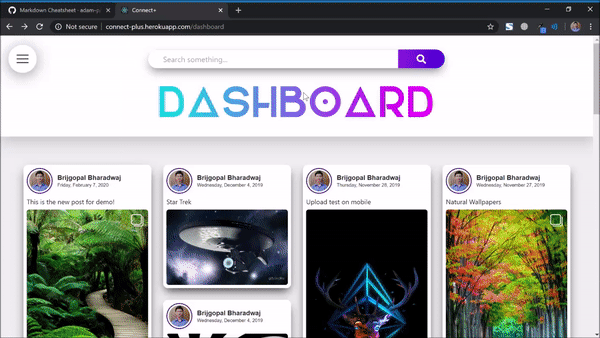 Markdown Cheatsheet · adam-p
Connect+
Not secure | connect-plus.herokuapp.com/dashboard
Search something...
DASHBOARD
Brijgopal Bharadwaj
Friday, February 7, 2020
This is the new post for demo!
Brijgopal Bharadwaj
Wednesday, December 4, 2019
Star Trek
Brijgopal Bharadwaj
Wednesday, December 4, 2019
Brijgopal Bharadwaj
Thursday, November 28, 2019
Upload test on mobile
Brijgopal Bharadwaj
Wednesday, November 27, 2019
Natural Wallpapers